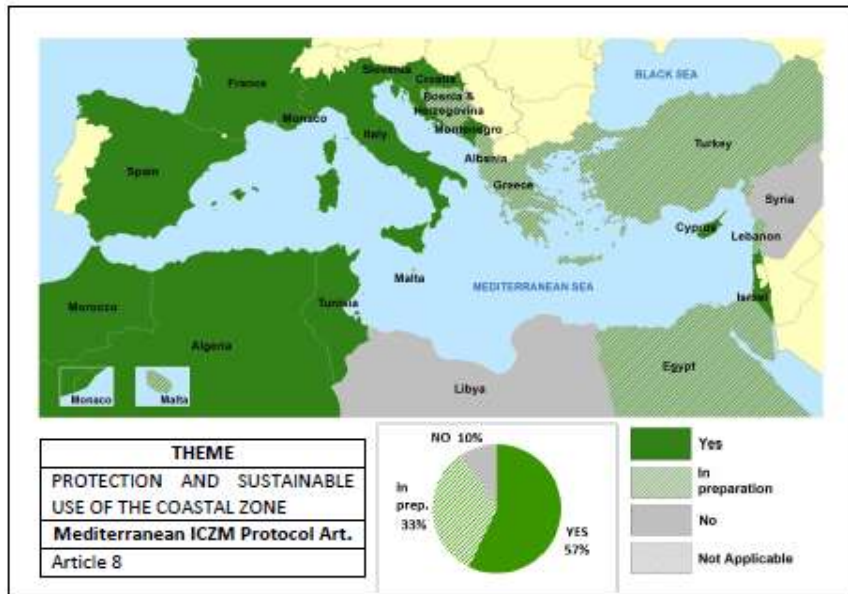 BLACK SEA
Slovenia
Croatia
France
Bosnia &
Herzegovina
Monaco
Italy
Montenegro
Turkey
Albania
Spain
Greece
Syria
Cyprus
Lebanon
Malta
MEDITERRANEAN SEA
Israel
Morocco
Tunisia
Algeria
Egypt
Libya
Monaco
Malta
THEME
PROTECTION AND SUSTAINABLE
USE OF THE COASTAL ZONE
Mediterranean ICZM Protocol Art.
Article 8
NO 10%
In
prep.
33%
YES
57%
Yes
In
preparation
No
Not Applicable